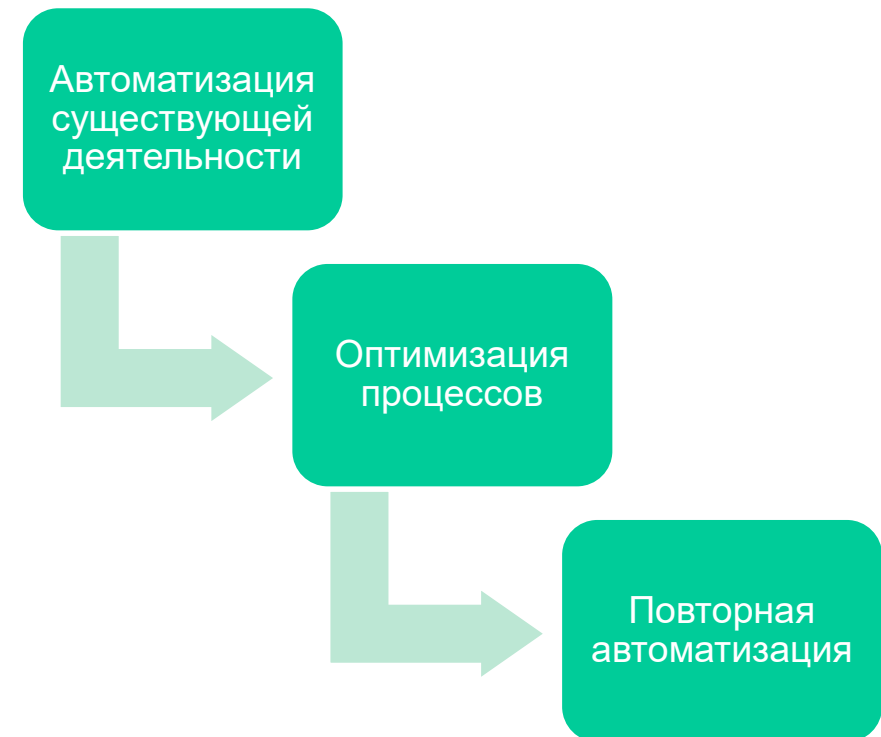 Автоматизация
существующей
деятельности
Оптимизация
процессов
Повторная
автоматизация